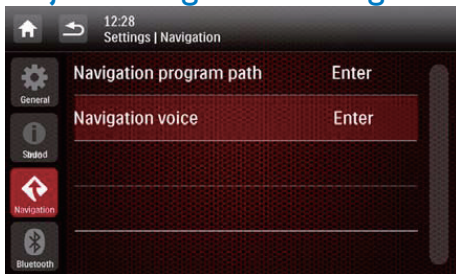 12:28
Settings | Navigation
Navigation program path Enter
General
Navigation voice Enter
Navigation
Bluetooth